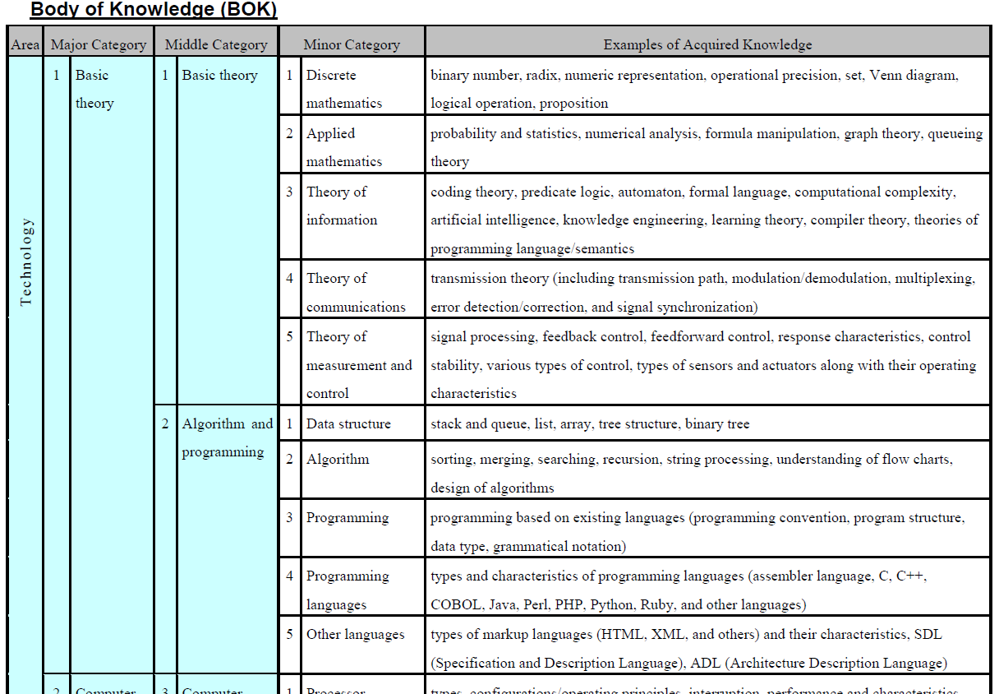 Body of Knowledge (BOK)
Area Major Category Middle Category Minor Category Examples of Acquired Knowledge
Technology
1 Basic theory
1 Basic theory
1 Discrete mathematics
binary number, radix, numeric representation, operational precision, set, Venn diagram,
logical operation, proposition
2 Applied mathematics
probability and statistics, numerical analysis, formula manipulation, graph theory, queueing
theory
3 Theory of information
coding theory, predicate logic, automaton, formal language, computational complexity,
artificial intelligence, knowledge engineering, learning theory, compiler theory, theories of
programming language/semantics
4 Theory of communications
transmission theory (including transmission path, modulation/demodulation, multiplexing,
error detection/correction, and signal synchronization)
5 Theory of measurement and control
signal processing, feedback control, feedforward control, response characteristics, control
stability, various types of control, types of sensors and actuators along with their operating
characteristics
2 Algorithm and programming
1 Data structure
stack and queue, list, array, tree structure, binary tree
2 Algorithm
sorting, merging, searching, recursion, string processing, understanding of flow charts,
design of algorithms
3 Programming
programming based on existing languages (programming convention, program structure,
data type, grammatical notation)
4 Programming languages
types and characteristics of programming languages (assembler language, C, C++,
COBOL, Java, Perl, PHP, Python, Ruby, and other languages)
5 Other languages
types of markup languages (HTML, XML, and others) and their characteristics, SDL
(Specification and Description Language), ADL (Architecture Description Language)
2 Computer 3 Computer 1 Processor types, configurations/operating principles, interruption, performance and characteristics